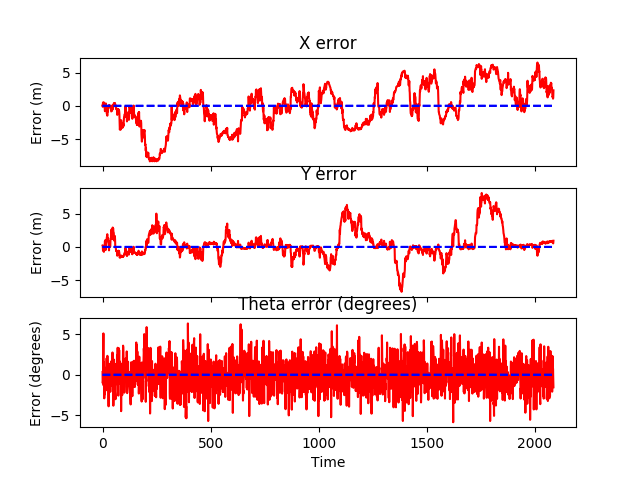 X error
Error (m)
5
0
−5
Y error
Error (m)
5
0
−5
Theta error (degrees)
Error (degrees)
5
0
−5
0 500 1000 1500 2000
Time